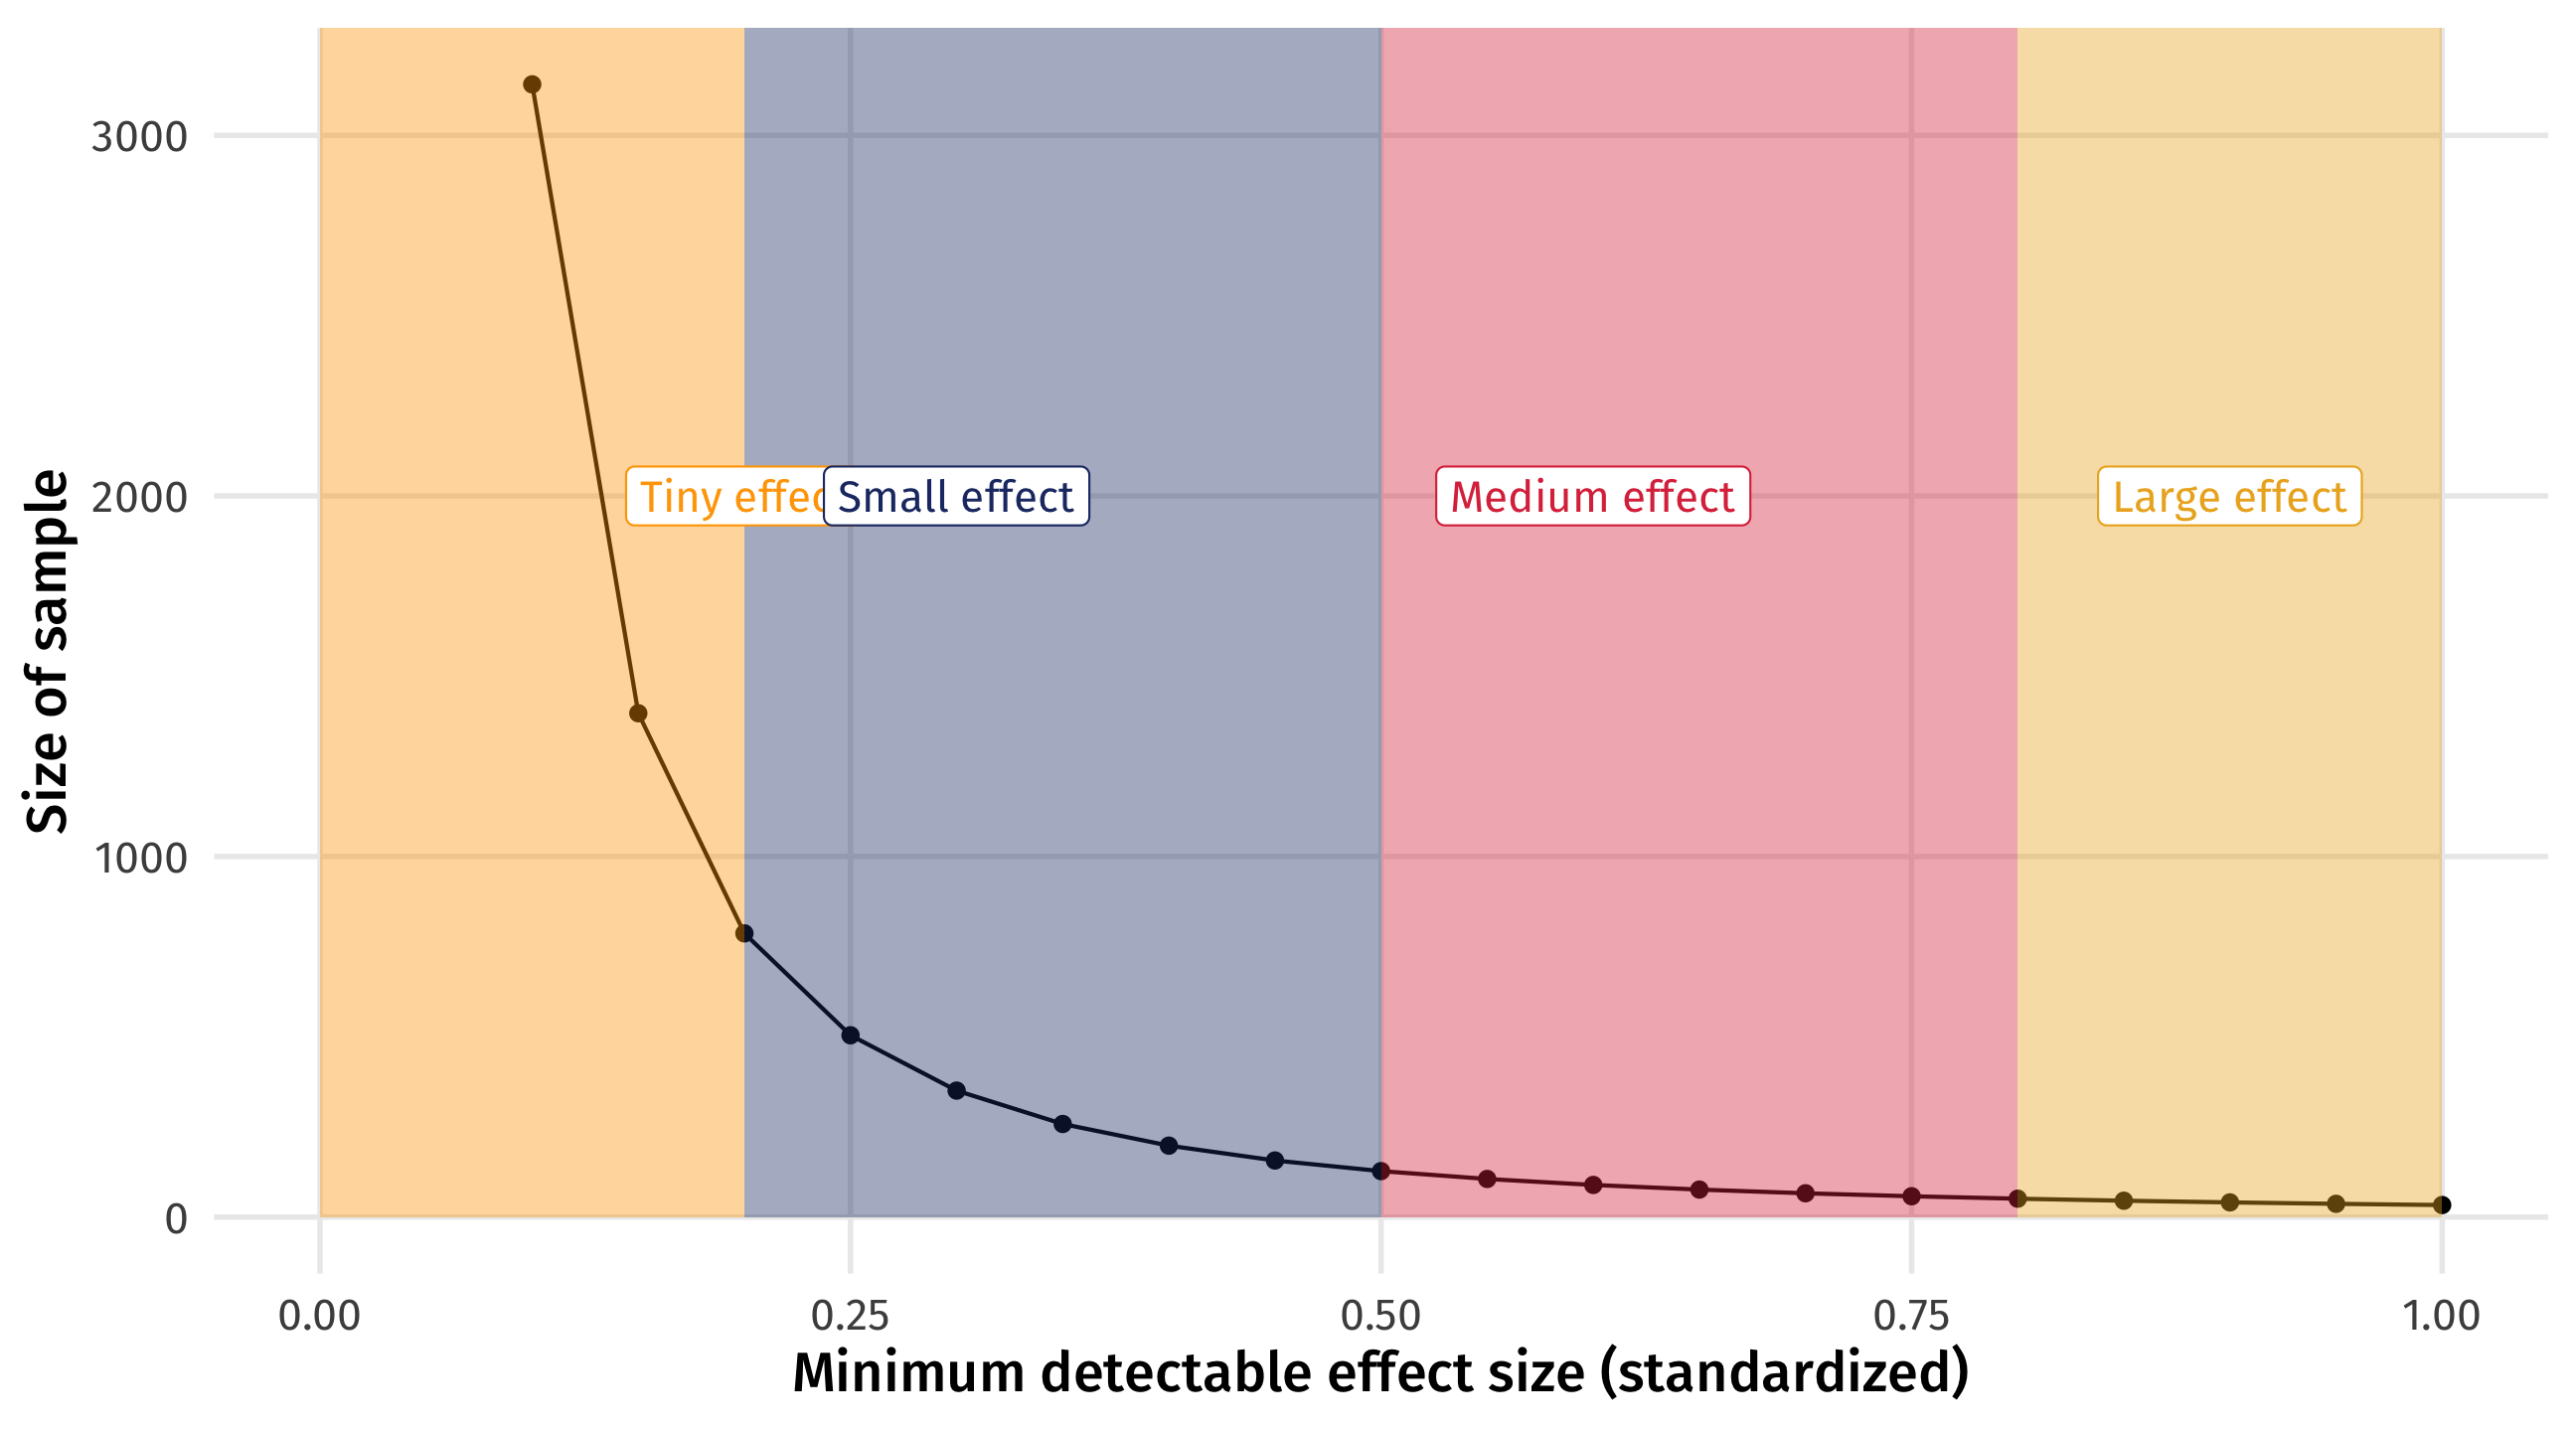 3000
2000
1000
0
Size of sample
Tiny effec
Small effect
Medium effect
Large effect
0.00
0.25
0.50
0.75
1.00
Minimum detectable effect size (standardized)